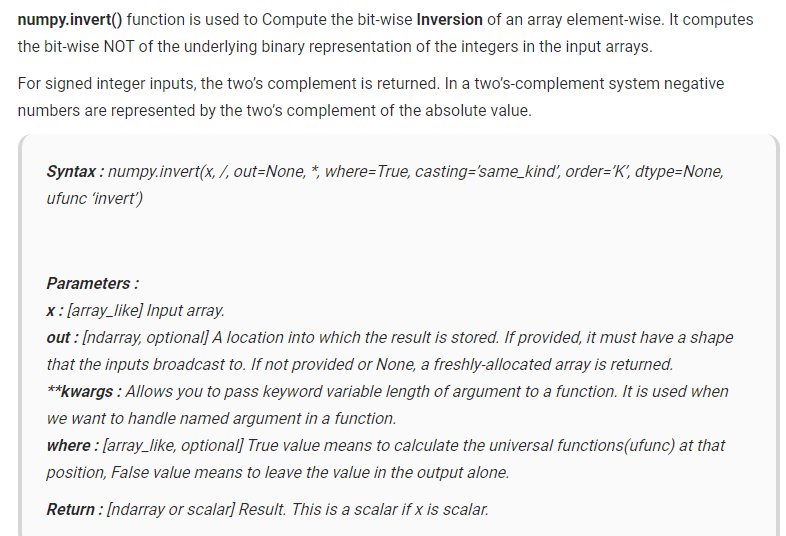 numpy.invert() function is used to Compute the bit-wise Inversion of an array element-wise. It computes
the bit-wise NOT of the underlying binary representation of the integers in the input arrays.
For signed integer inputs, the two’s complement is returned. In a two’s-complement system negative
numbers are represented by the two’s complement of the absolute value.
Syntax : numpy.invert(x, /, out=None, *, where=True, casting=’same_kind’, order=’K’, dtype=None,
ufunc ‘invert’)
Parameters :
x : [array_like] Input array.
out : [ndarray, optional] A location into which the result is stored. If provided, it must have a shape
that the inputs broadcast to. If not provided or None, a freshly-allocated array is returned.
**kwargs : Allows you to pass keyword variable length of argument to a function. It is used when
we want to handle named argument in a function.
where : [array_like, optional] True value means to calculate the universal functions(ufunc) at that
position, False value means to leave the value in the output alone.
Return : [ndarray or scalar] Result. This is a scalar if x is scalar.